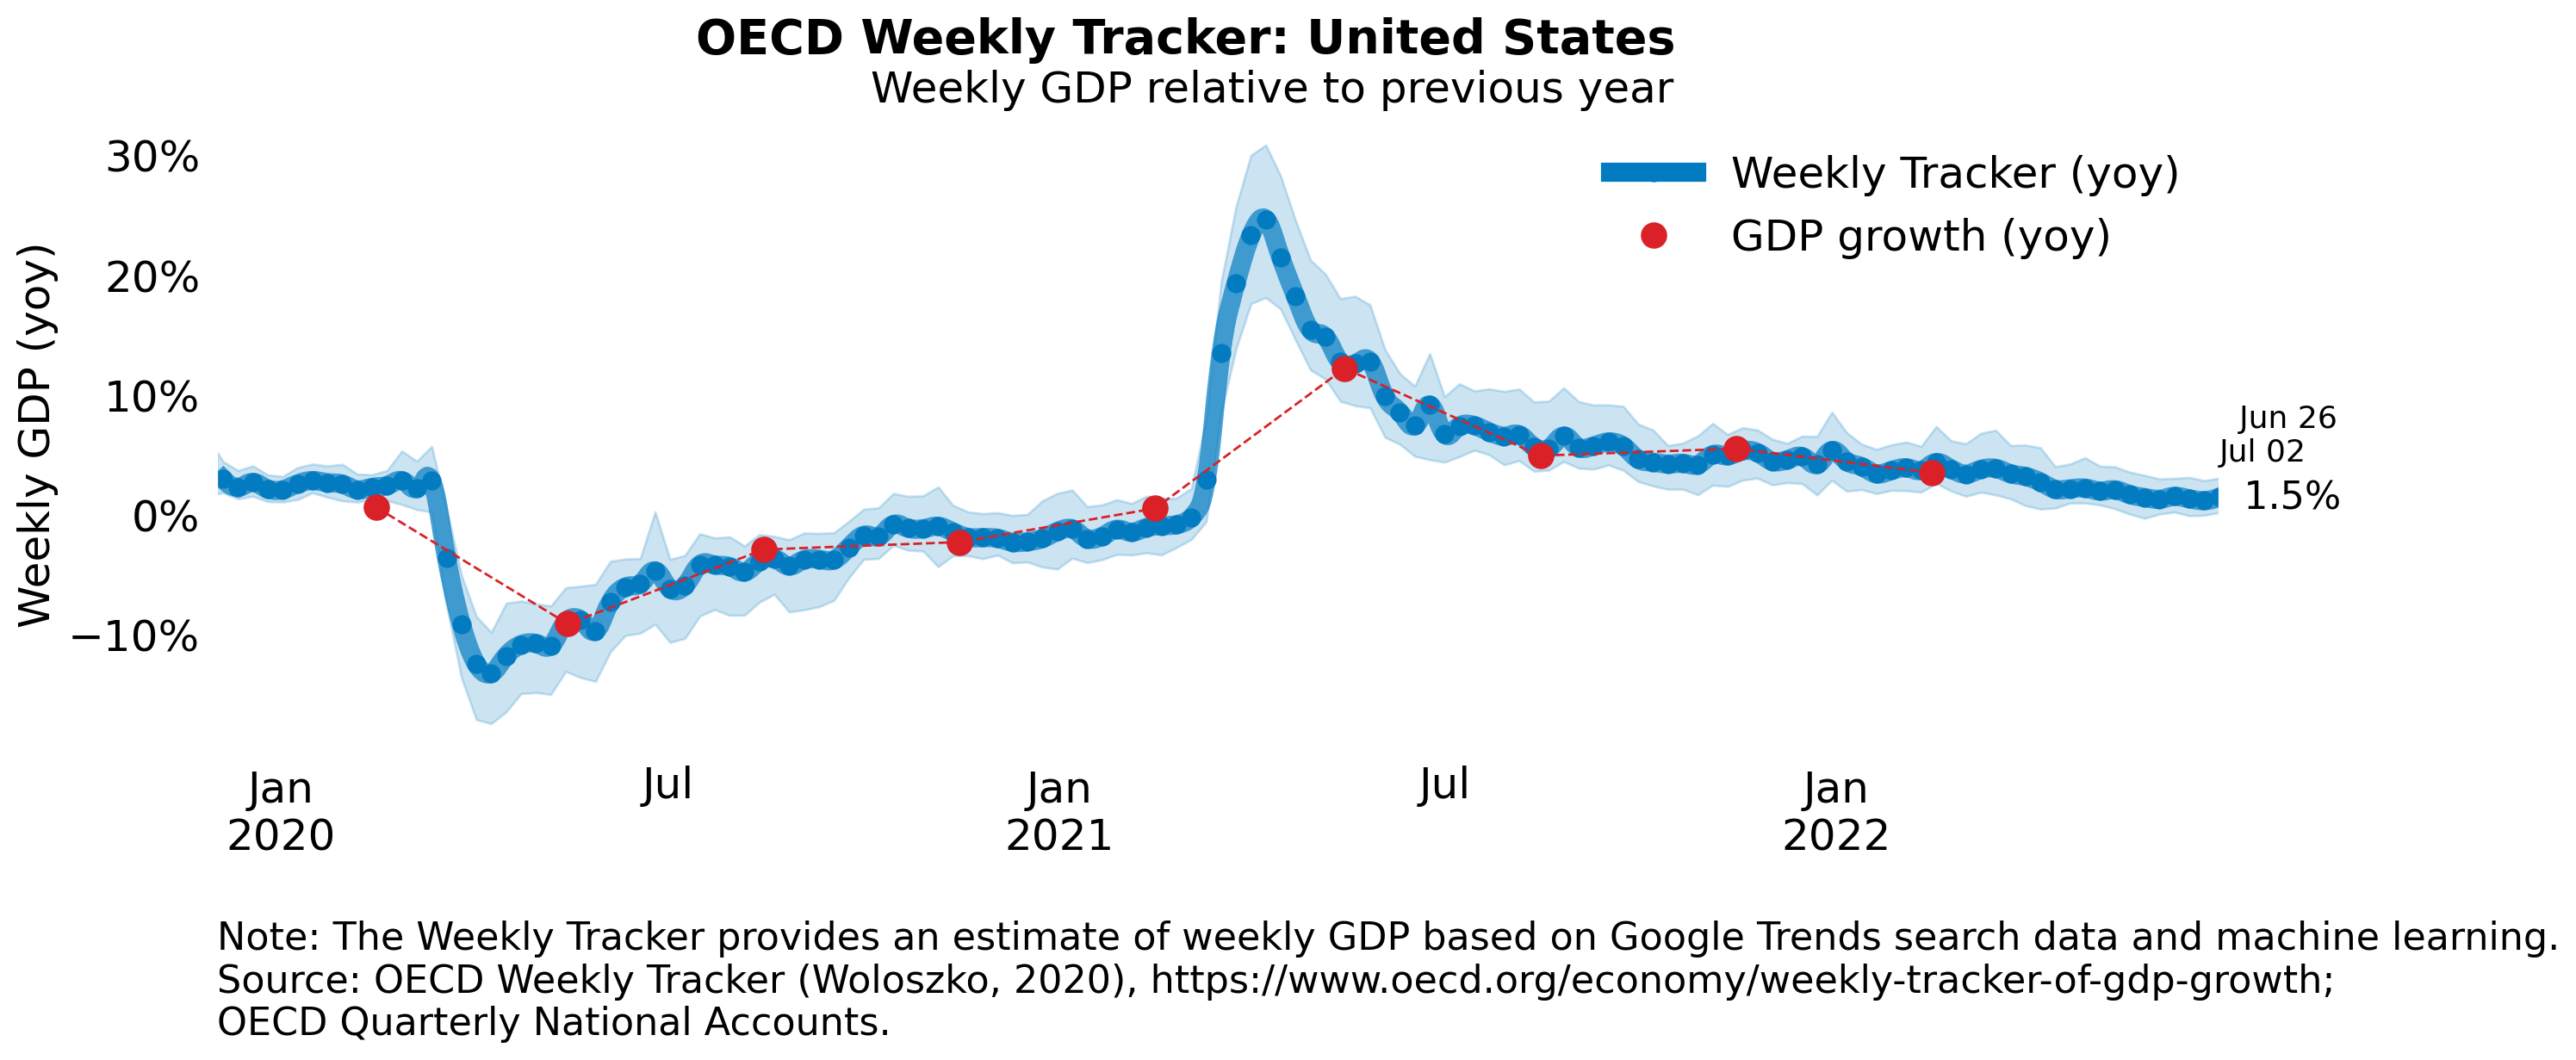 OECD Weekly Tracker: United States
Weekly GDP relative to previous year
Weekly GDP (yoy)
30%
20%
10%
0%
−10%
Weekly Tracker (yoy)
GDP growth (yoy)
Jun 26
Jul 02
1.5%
Jan
2020
Jul
Jan
2021
Jul
Jan
2022
Note: The Weekly Tracker provides an estimate of weekly GDP based on Google Trends search data and machine learning.
Source: OECD Weekly Tracker (Woloszko, 2020), https://www.oecd.org/economy/weekly-tracker-of-gdp-growth;
OECD Quarterly National Accounts.